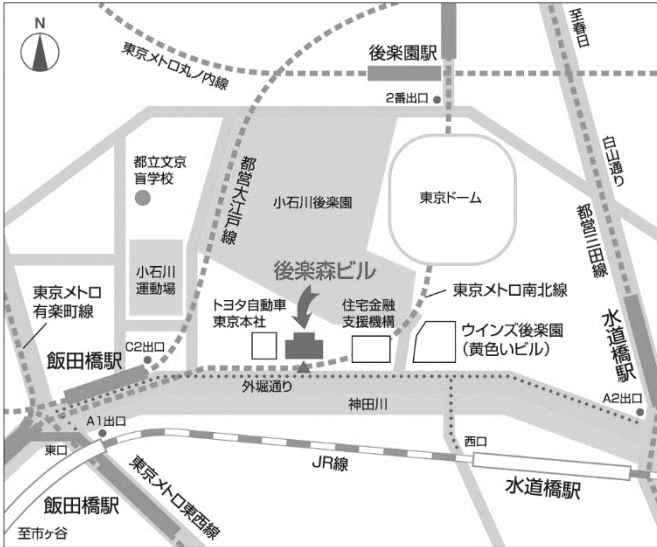 N
東京メトロ丸ノ内線
後楽園駅
2番出口
至春日
白山通り
都営三田線
都立文京
盲学校
都営大江戸線
小石川後楽園
東京ドーム
小石川
運動場
後楽森ビル
東京メトロ
有楽町線
トヨタ自動車
東京本社
住宅金融
支援機構
東京メトロ南北線
ウインズ後楽園
(黄色いビル)
水道橋駅
C2出口
飯田橋駅
外堀通り
神田川
A2出口
A1出口
東口
西口
JR線
水道橋駅
飯田橋駅
東京メトロ東西線
至市ヶ谷